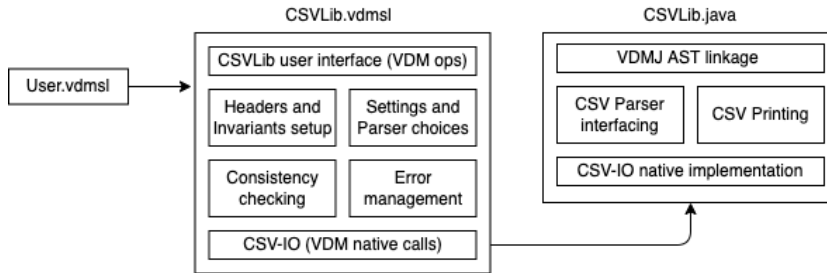 CSVLib.vdmsl
CSVLib.java
User.vdmsl
CSVLib user interface (VDM ops)
Headers and
Invariants setup
Settings and
Parser choices
Consistency
checking
Error
management
CSV-IO (VDM native calls)
VDMJ AST linkage
CSV Parser
interfacing
CSV Printing
CSV-IO native implementation